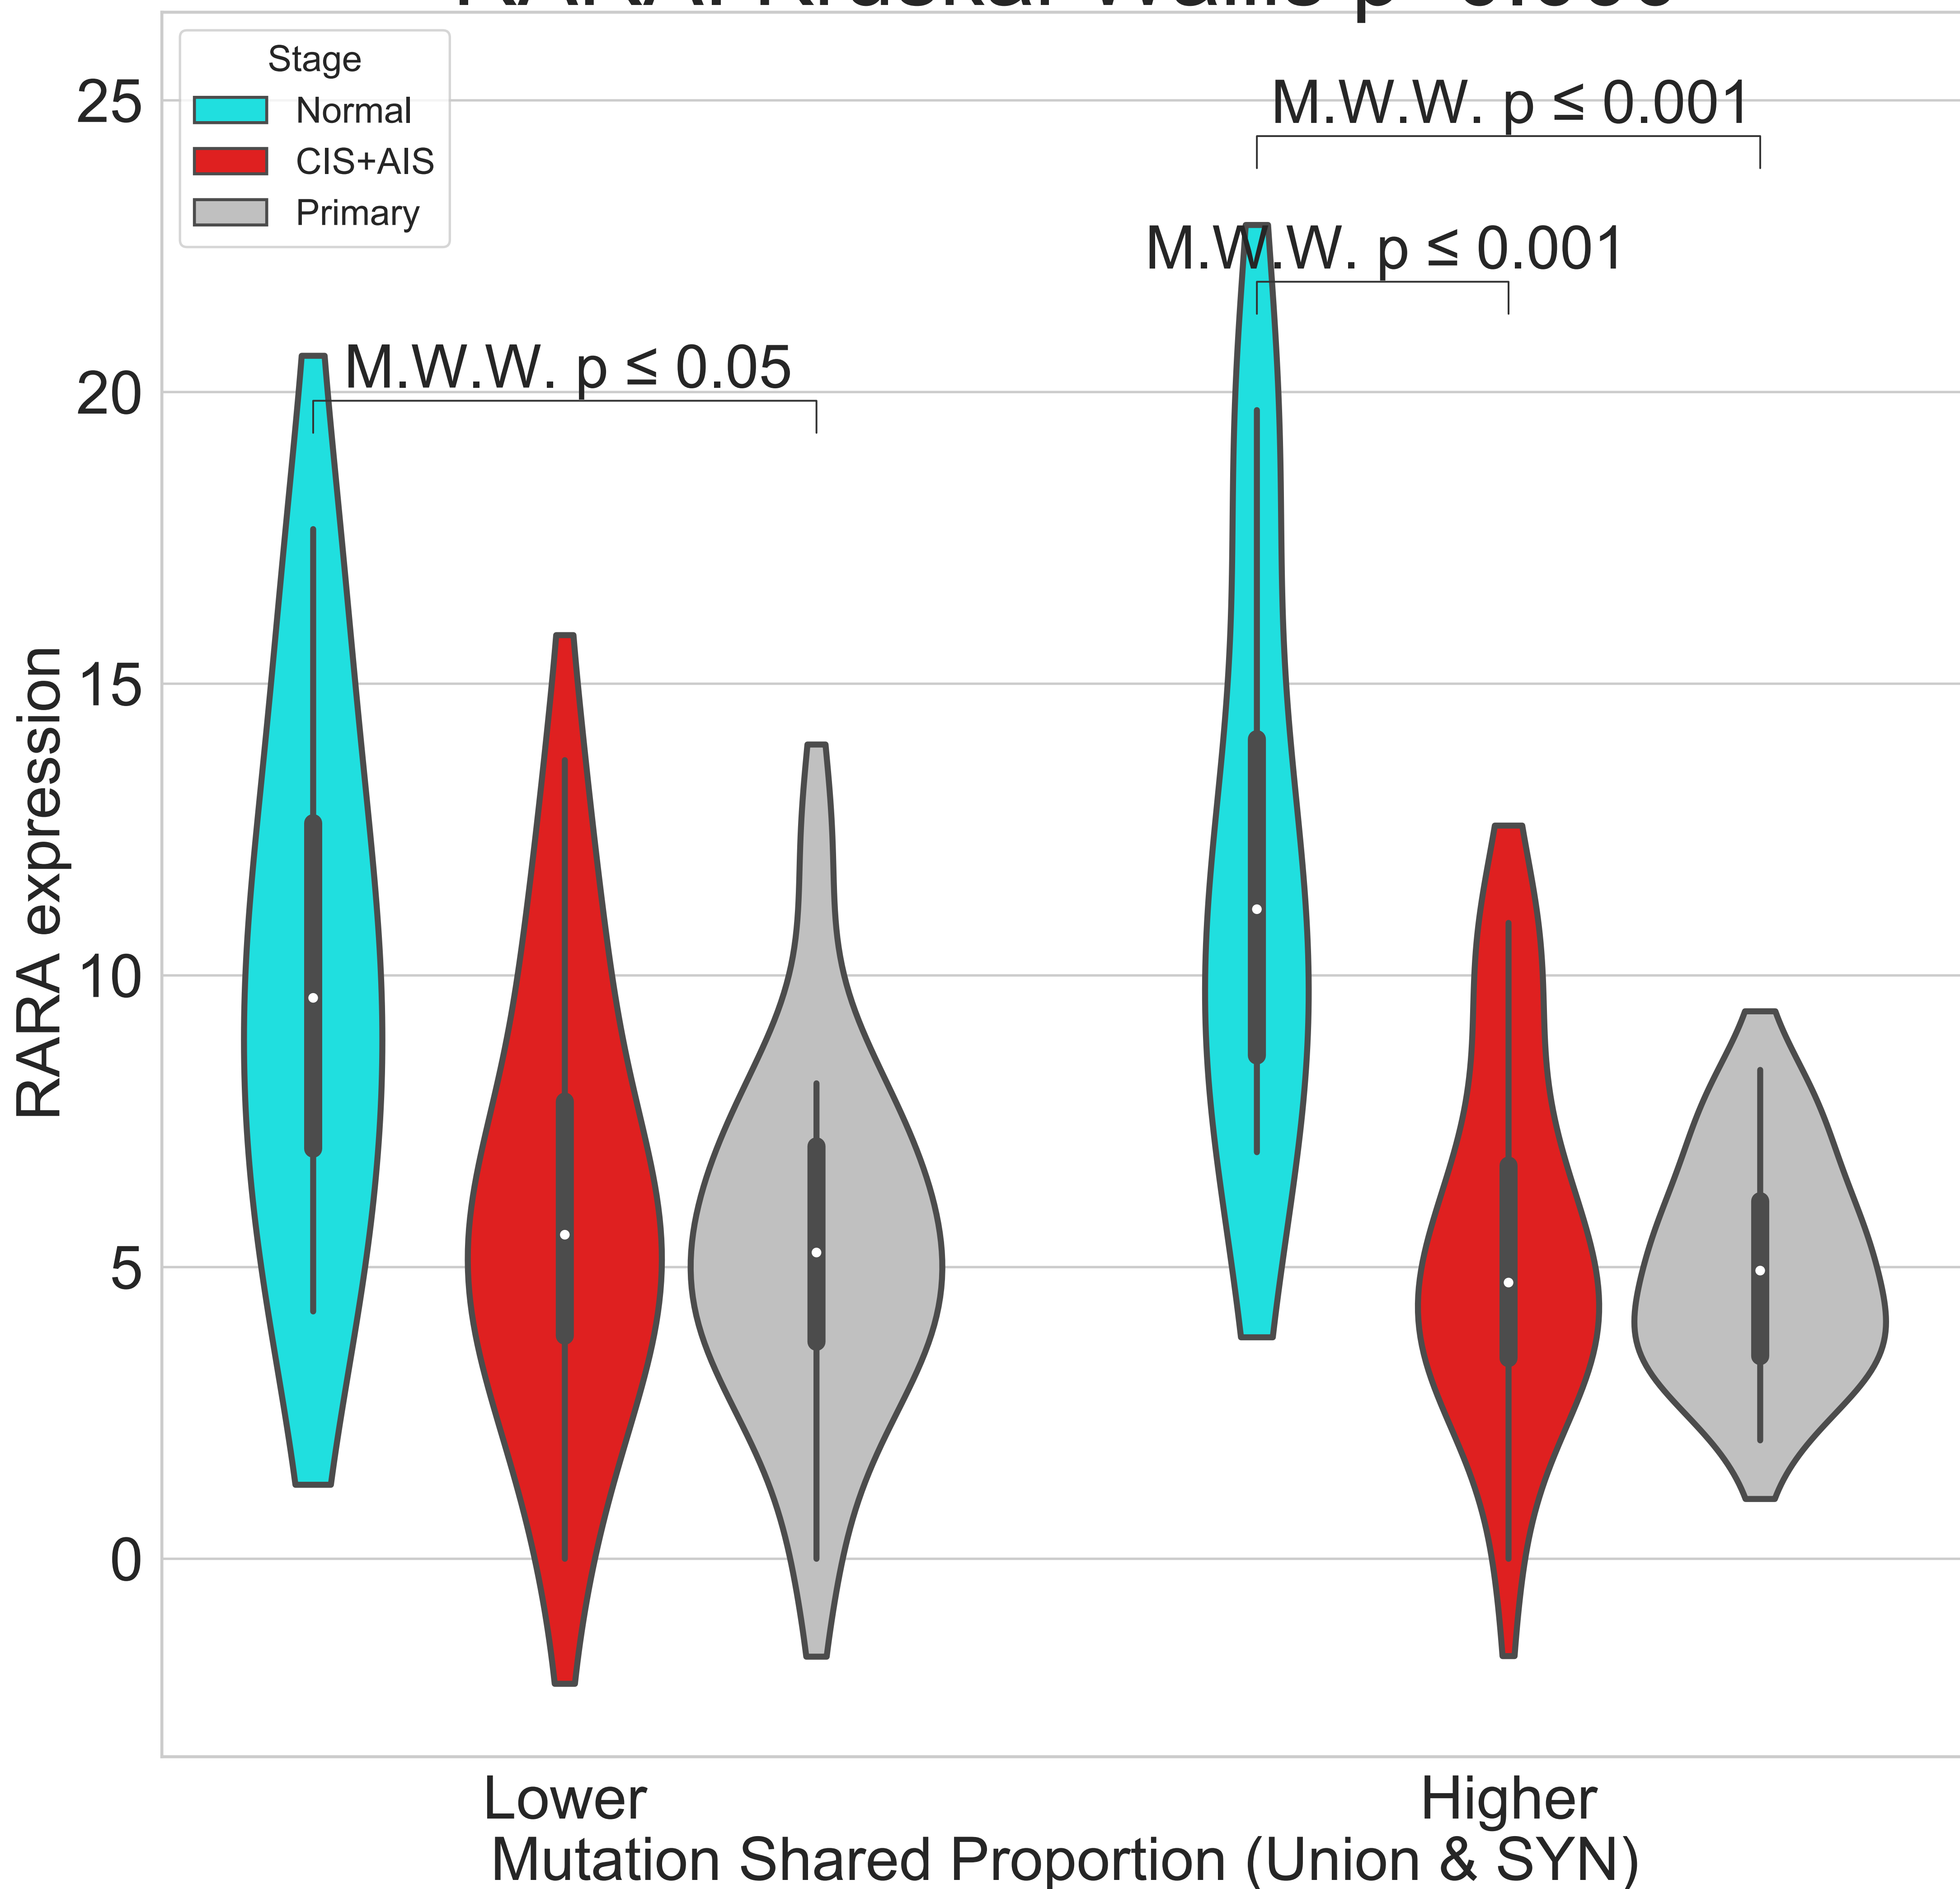 Stage
Normal
CIS+AIS
Primary
25
20
15
10
5
0
RARA expression
M.W.W. p ≤ 0.001
M.W.W. p ≤ 0.001
M.W.W. p ≤ 0.05
Lower
Higher
Mutation Shared Proportion (Union & SYN)